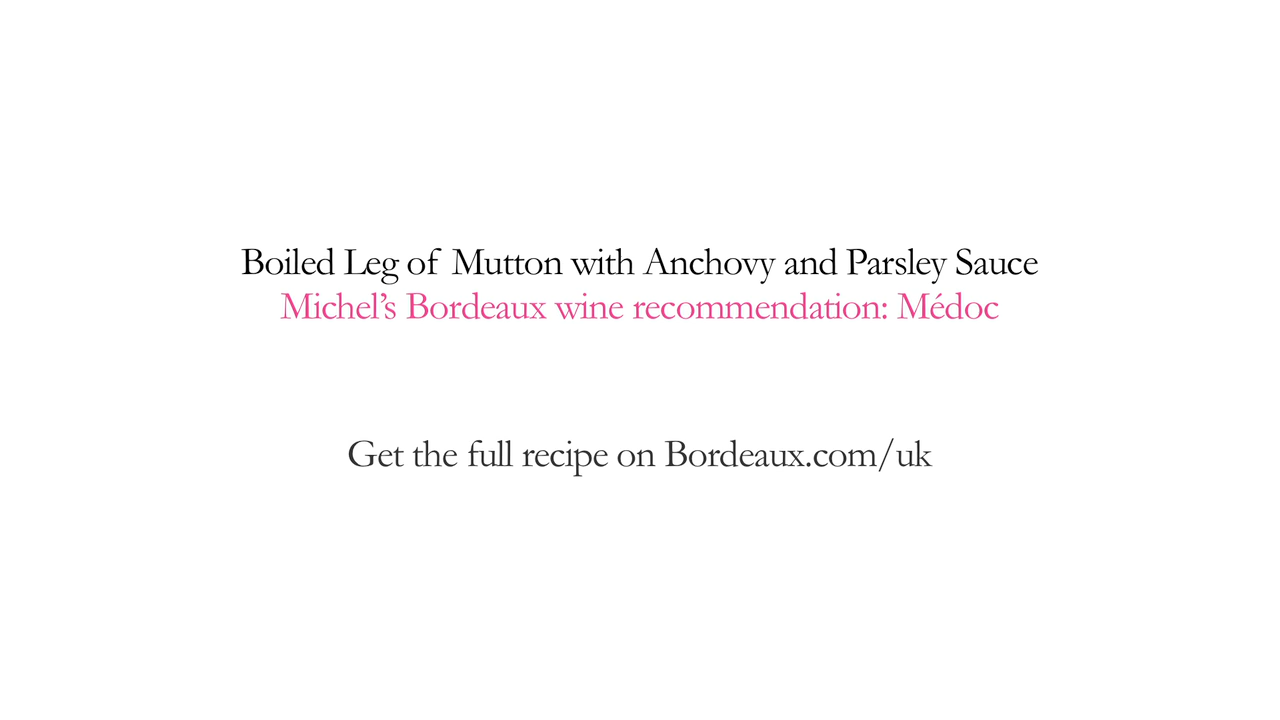 Boiled Leg of Mutton with Anchovy and Parsley Sauce
Michel’s Bordeaux wine recommendation: Médoc
Get the full recipe on Bordeaux.com/uk